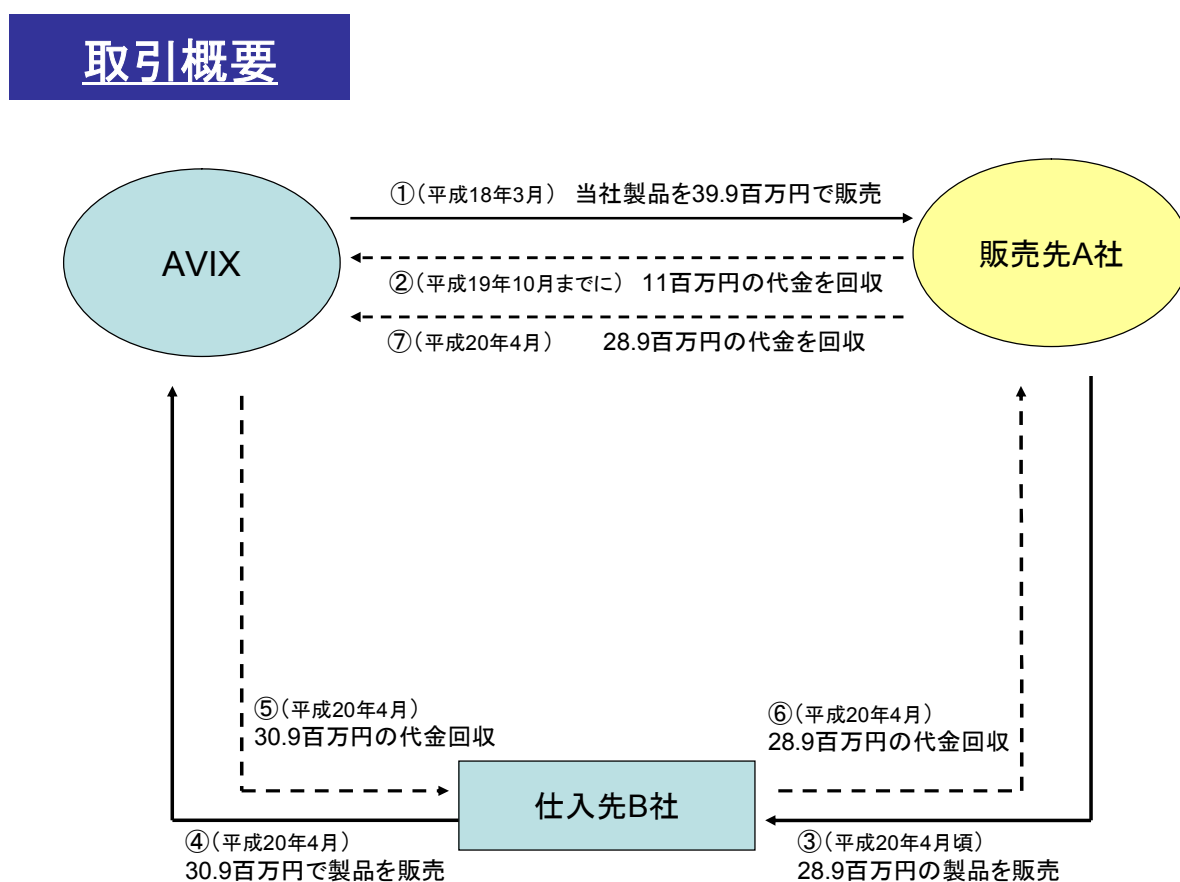 取引概要
①(平成18年3月) 当社製品を39.9百万円で販売
AVIX
販売先A社
②(平成19年10月までに) 11百万円の代金を回収
⑦(平成20年4月) 28.9百万円の代金を回収
⑤(平成20年4月)
30.9百万円の代金回収
⑥(平成20年4月)
28.9百万円の代金回収
仕入先B社
④(平成20年4月)
30.9百万円で製品を販売
③(平成20年4月頃)
28.9百万円の製品を販売